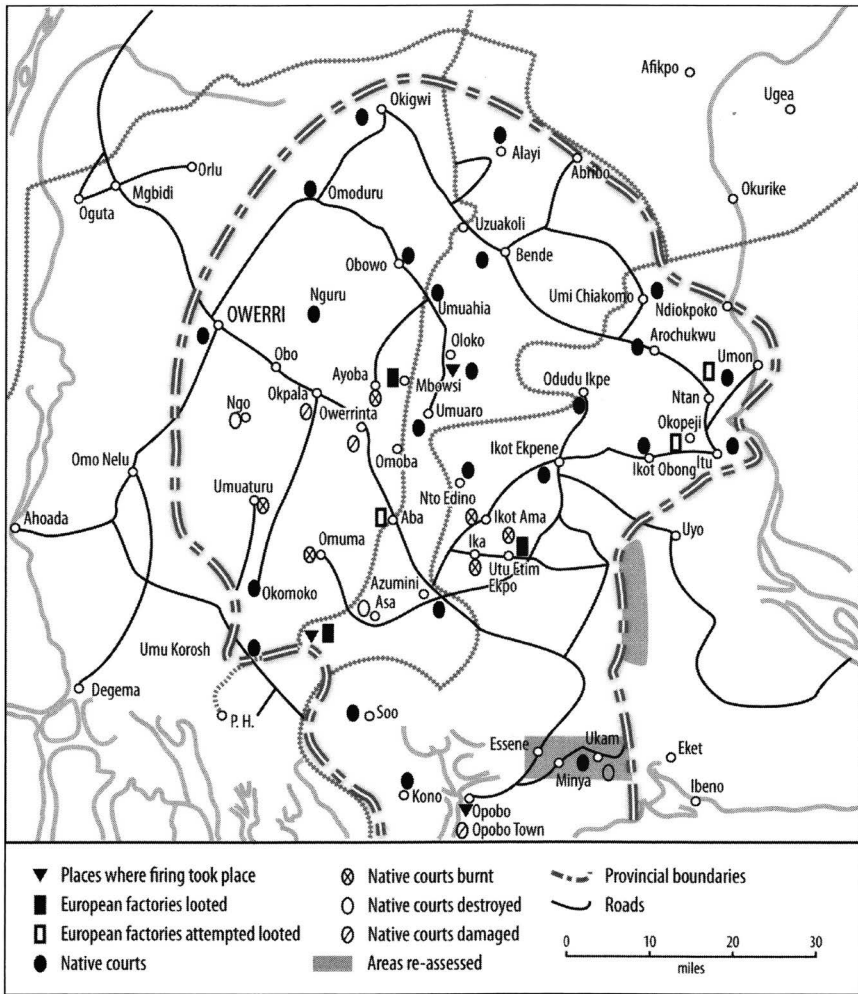 Afikpo
Ugea
Okigwi
Alayi
Abribo
Orlu
Mgbidi
Oguta
Omoduru
Okurike
Uzuakoli
Bende
Obowo
Nguru
Umuahia
Umi Chiakomo
Ndiokpoko
OWERRI
Arochukwu
Oloko
Umon
Obo
Ayoba
Mbowsi
Odudu Ikpe
Ntan
Okpala
Ngo
Owerrinta
Umuaro
Okopeji
Omoba
Ikot Ekpene
Ikot Obong
Itu
Omo Nelu
Nto Edino
Umuaturu
Ahoada
Aba
Ikot Ama
Uyo
Omuma
Ika
Utu Etim
Ekpo
Okomoko
Azumini
Asa
Umu Korosh
Degema
P. H.
Soo
Essene
Ukam
Eket
Minya
Ibeno
Kono
Opobo
Opobo Town
Places where firing took place
European factories looted
European factories attempted looted
Native courts
Native courts burnt
Native courts destroyed
Native courts damaged
Areas re-assessed
Provincial boundaries
Roads
0 10 20 30
miles